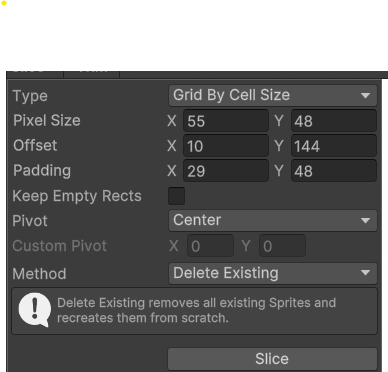 Type Grid By Cell Size
Pixel Size X 55 Y 48
Offset X 10 Y 144
Padding X 29 Y 48
Keep Empty Rects
Pivot Center
Custom Pivot X 0 Y 0
Method Delete Existing
Delete Existing removes all existing Sprites and
recreates them from scratch.
Slice